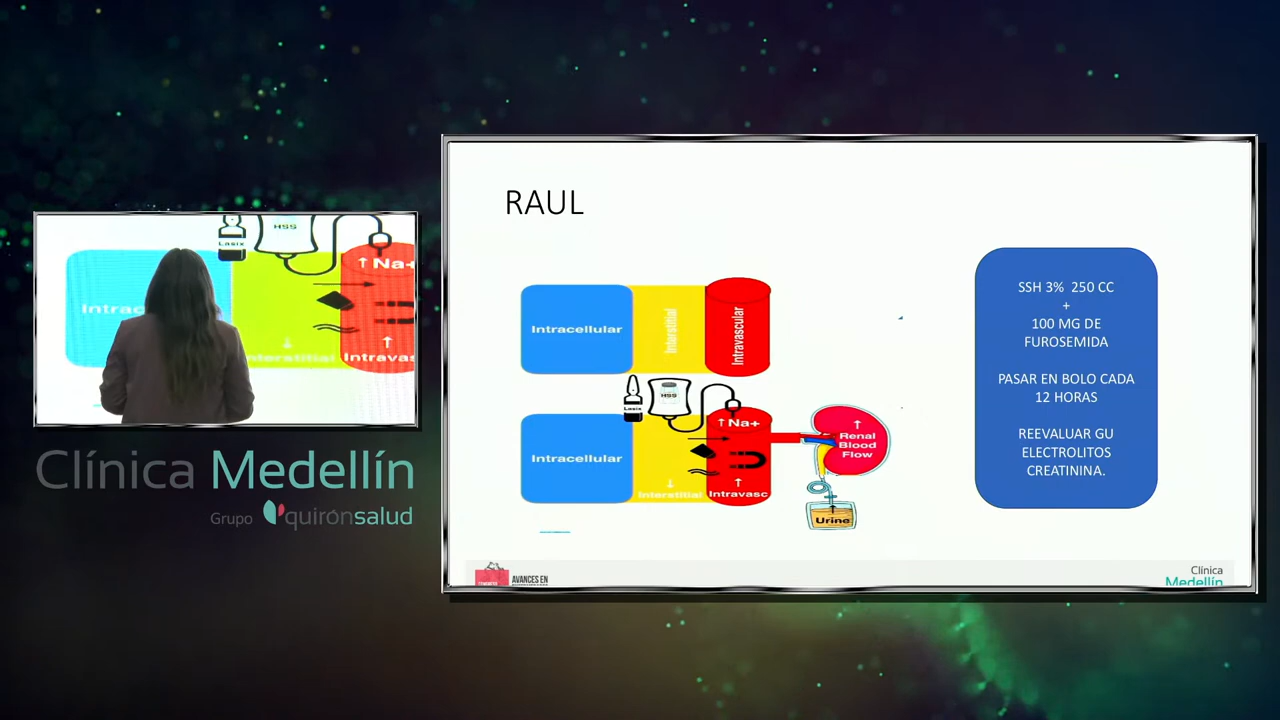 HSS
Lasix
↑ Na+
Interstitial
Clínica Medellín
Grupo quirónsalud
RAUL
Intracellular
Interstitial
Intravascular
Lasix
HSS
↑ Na+
Intracellular
↓
Interstitial
↑
Intravasc
↑
Renal
Blood
Flow
Urine
SSH 3% 250 CC
+
100 MG DE
FUROSEMIDA
PASAR EN BOLO CADA
12 HORAS
REEVALUAR GU
ELECTROLITOS
CREATININA.
AVANCES EN
Clínica
Medellín